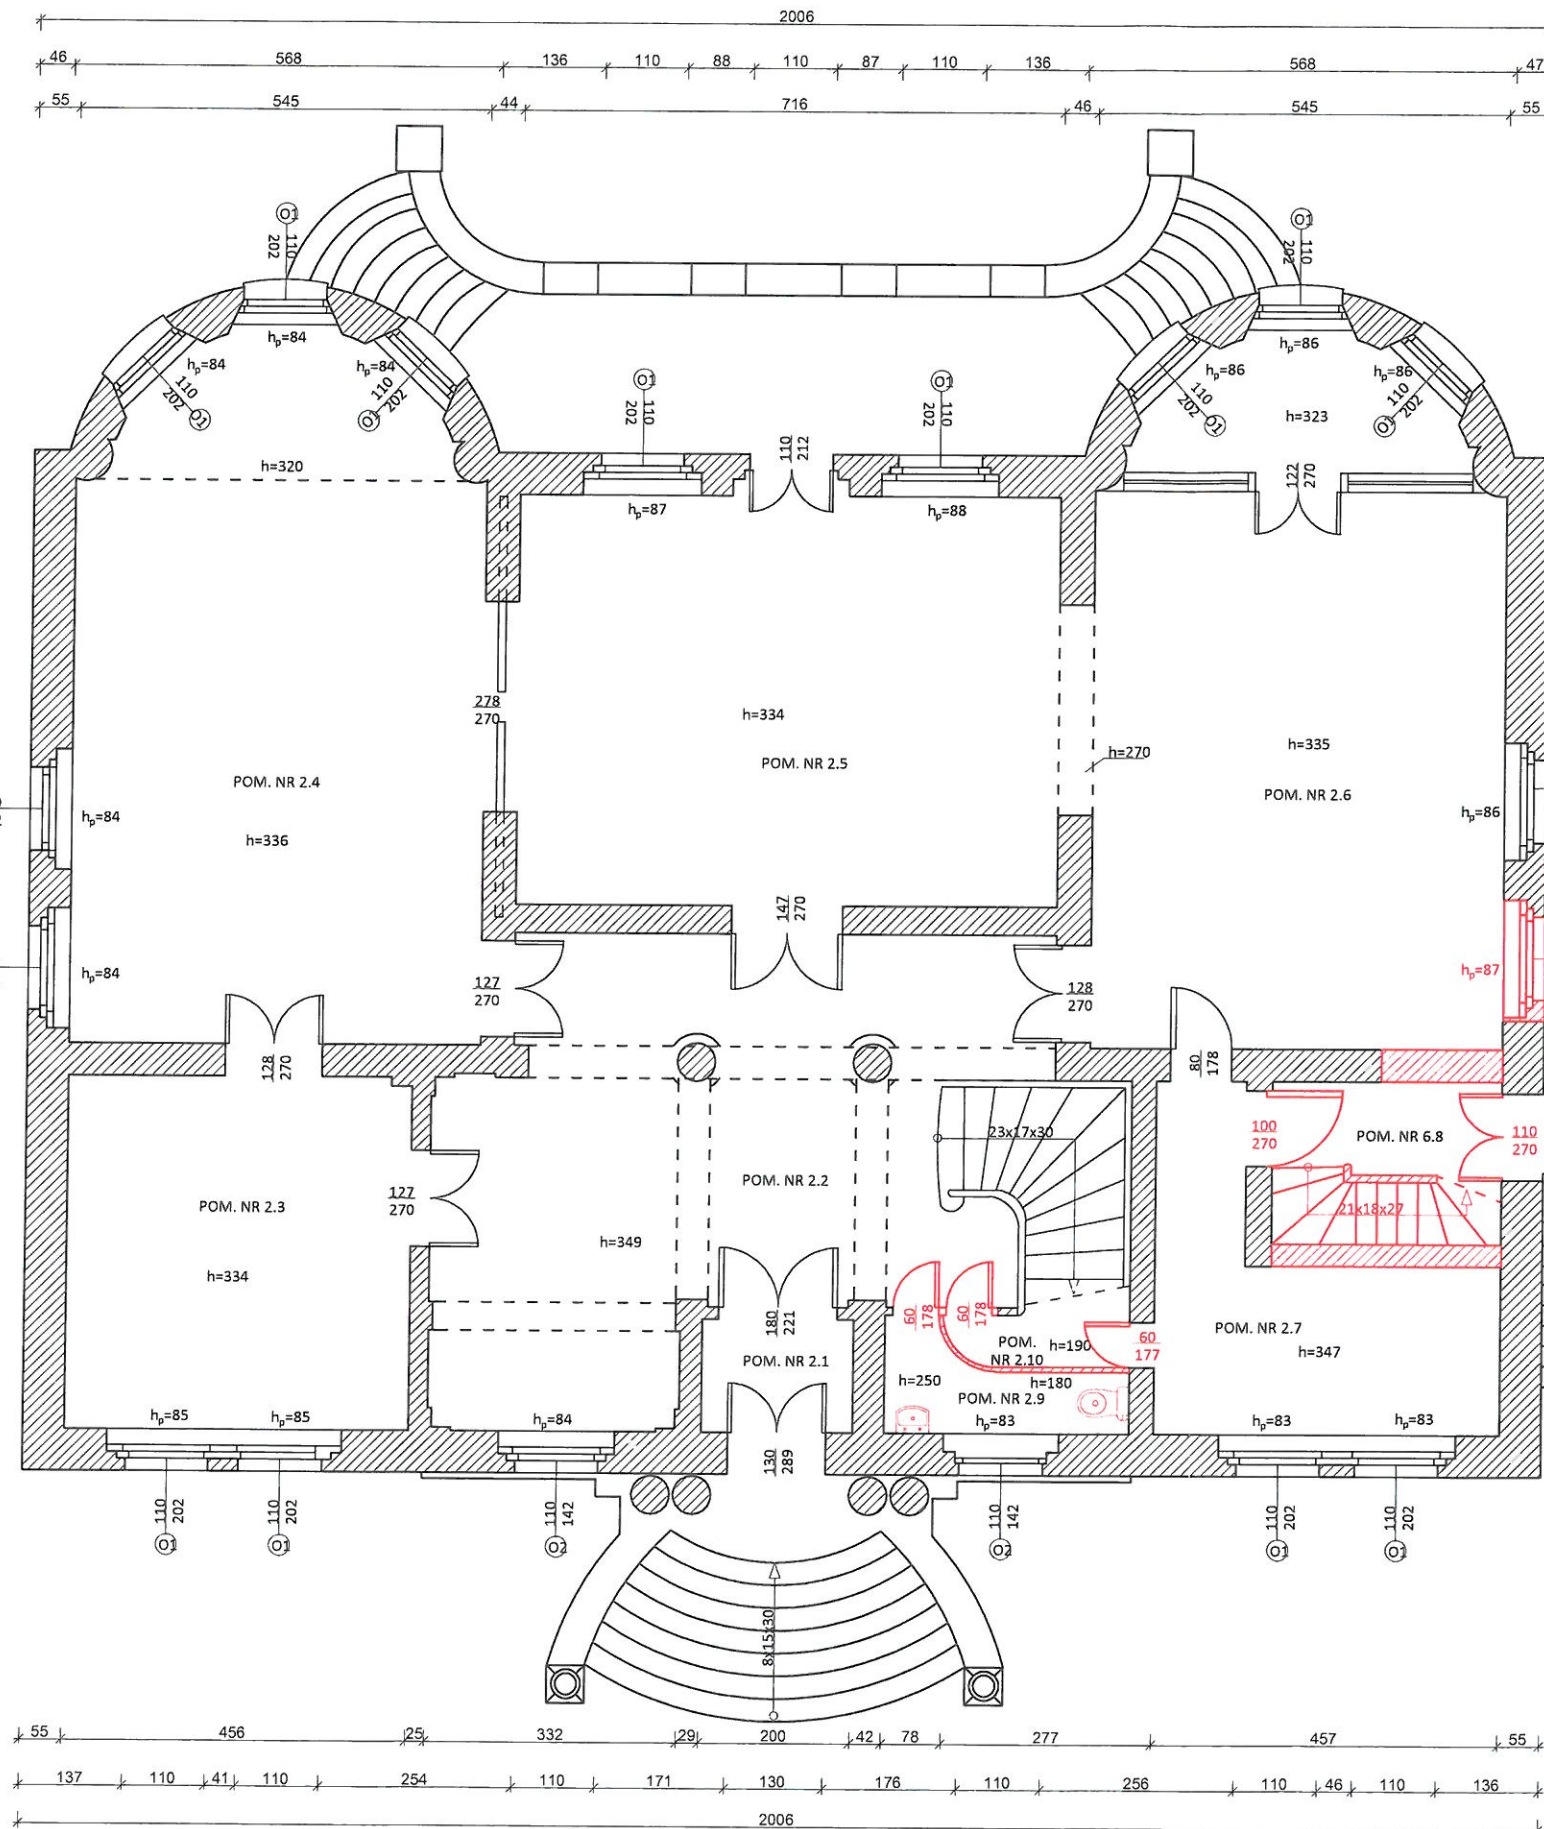 2006
46 568 136 110 88 110 87 110 136 568 47
55 545 44 716 46 545 55
O1 110 202
O1 110 202
hp=84
hp=86
hp=84
hp=84
hp=86
hp=86
110 202 O1
110 202 O1
O1 110 202
O1 110 202
110 202 O1
110 202 O1
h=323
110 212
h=320
122 270
hp=87
hp=88
278 270
h=334
h=335
h=270
POM. NR 2.4
POM. NR 2.5
POM. NR 2.6
hp=84
hp=86
h=336
147 270
hp=84
hp=87
127 270
128 270
128 270
80 178
100 270
POM. NR 6.8
110 270
23x17x30
POM. NR 2.3
127 270
POM. NR 2.2
21x18x27
h=349
h=334
180 221
60 178
60 178
POM. NR 2.7
POM.
NR 2.10
h=190
60 177
h=347
POM. NR 2.1
h=250
h=180
POM. NR 2.9
hp=85
hp=85
hp=84
hp=83
hp=83
hp=83
130 289
110 202
110 202
110 142
110 142
110 202
110 202
O1
O1
O2
O2
O1
O1
8x15x30
55 456 25 332 29 200 42 78 277 457 55
137 110 41 110 254 110 171 130 176 110 256 110 46 110 136
2006